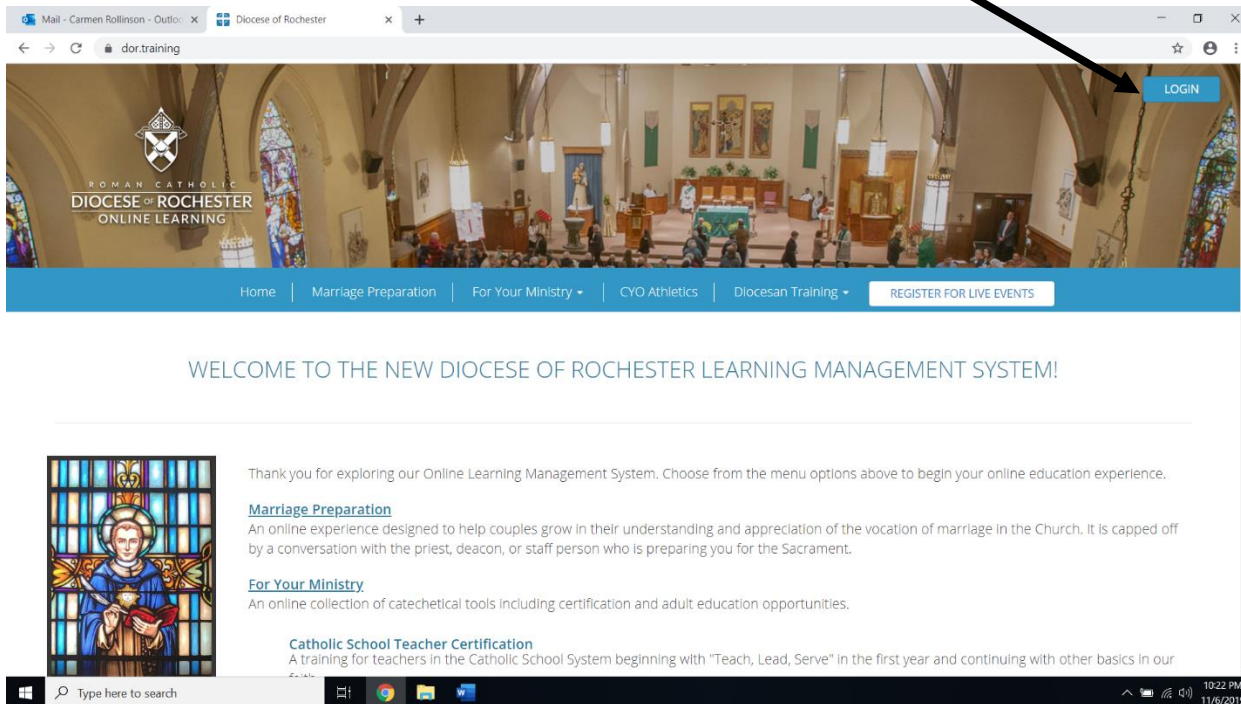 Mail - Carmen Rollinson - Outloo
Diocese of Rochester
dor.training
LOGIN
ROMAN CATHOLIC
DIOCESE of ROCHESTER
ONLINE LEARNING
Home
Marriage Preparation
For Your Ministry
CYO Athletics
Diocesan Training
REGISTER FOR LIVE EVENTS
WELCOME TO THE NEW DIOCESE OF ROCHESTER LEARNING MANAGEMENT SYSTEM!
Thank you for exploring our Online Learning Management System. Choose from the menu options above to begin your online education experience.
Marriage Preparation
An online experience designed to help couples grow in their understanding and appreciation of the vocation of marriage in the Church. It is capped off
by a conversation with the priest, deacon, or staff person who is preparing you for the Sacrament.
For Your Ministry
An online collection of catechetical tools including certification and adult education opportunities.
Catholic School Teacher Certification
A training for teachers in the Catholic School System beginning with "Teach, Lead, Serve" in the first year and continuing with other basics in our
Type here to search
10:22 PM
11/6/2019